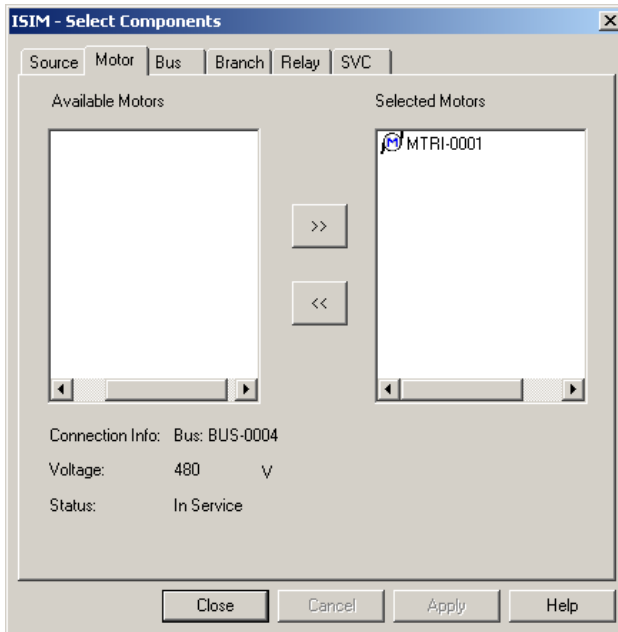 ISIM - Select Components
Source Motor Bus Branch Relay SVC
Available Motors Selected Motors
M MTRI-0001
>>
<<
Connection Info: Bus: BUS-0004
Voltage: 480 V
Status: In Service
Close Cancel Apply Help